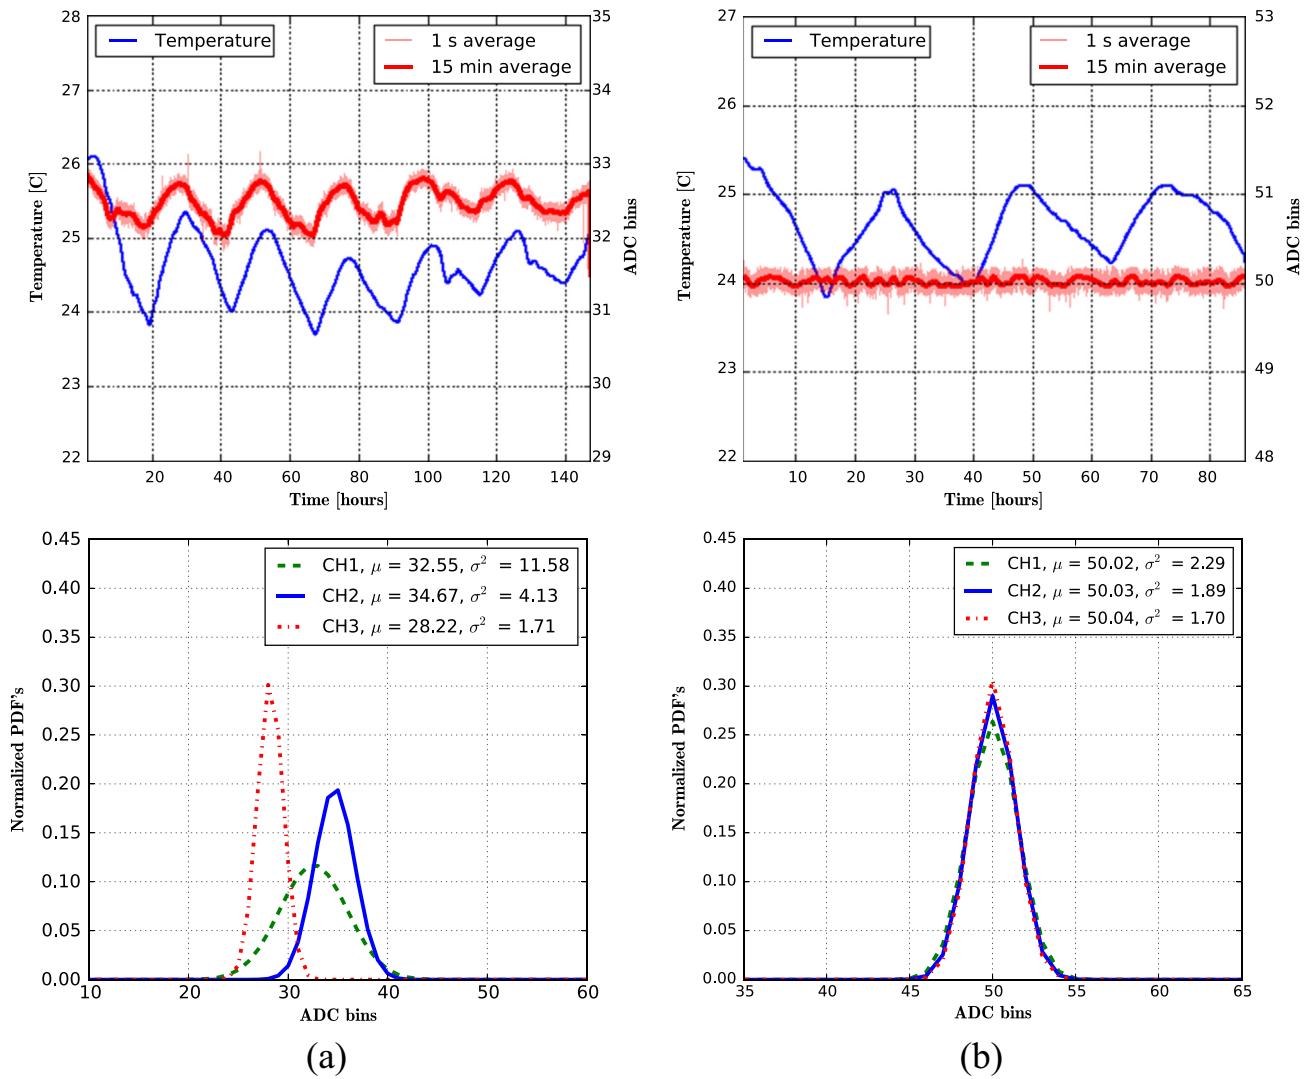 28
27
26
25
24
23
22
Temperature [C]
Temperature
1 s average
15 min average
35
34
33
32
31
30
29
ADC bins
20 40 60 80 100 120 140
Time [hours]
27
26
25
24
23
22
Temperature [C]
Temperature
1 s average
15 min average
53
52
51
50
49
48
ADC bins
10 20 30 40 50 60 70 80
Time [hours]
0.45
0.40
0.35
0.30
0.25
0.20
0.15
0.10
0.05
0.00
Normalized PDF's
CH1, μ = 32.55, σ² = 11.58
CH2, μ = 34.67, σ² = 4.13
CH3, μ = 28.22, σ² = 1.71
10 20 30 40 50 60
ADC bins
(a)
0.45
0.40
0.35
0.30
0.25
0.20
0.15
0.10
0.05
0.00
Normalized PDF's
CH1, μ = 50.02, σ² = 2.29
CH2, μ = 50.03, σ² = 1.89
CH3, μ = 50.04, σ² = 1.70
35 40 45 50 55 60 65
ADC bins
(b)